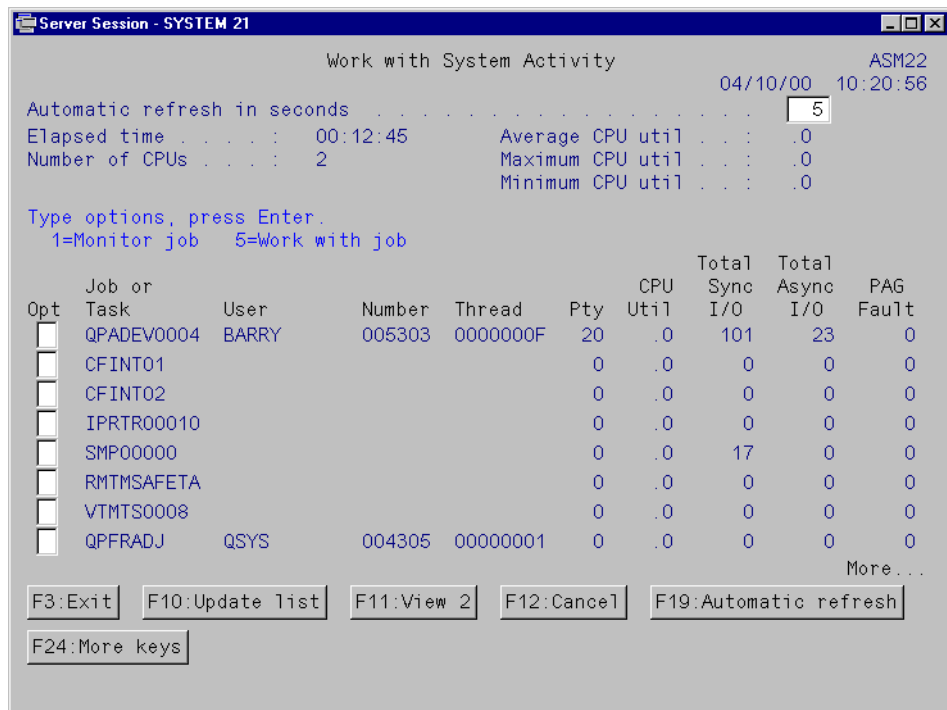 Server Session - SYSTEM 21
Work with System Activity ASM22
04/10/00 10:20:56
Automatic refresh in seconds . . . . . . . . . . . . . . . . . 5
Elapsed time . . . . : 00:12:45 Average CPU util . . : .0
Number of CPUs . . . : 2 Maximum CPU util . . : .0
Minimum CPU util . . : .0
Type options, press Enter.
1=Monitor job 5=Work with job
Total Total
Job or CPU Sync Async PAG
Opt Task User Number Thread Pty Util I/O I/O Fault
QPADEV0004 BARRY 005303 0000000F 20 .0 101 23 0
CFINT01 0 .0 0 0 0
CFINT02 0 .0 0 0 0
IPRTR00010 0 .0 0 0 0
SMPO0000 0 .0 17 0 0
RMTMSAFETA 0 .0 0 0 0
VTMTS0008 0 .0 0 0 0
QPFRADJ QSYS 004305 00000001 0 .0 0 0 0
More...
F3:Exit F10:Update list F11:View 2 F12:Cancel F19:Automatic refresh
F24:More keys